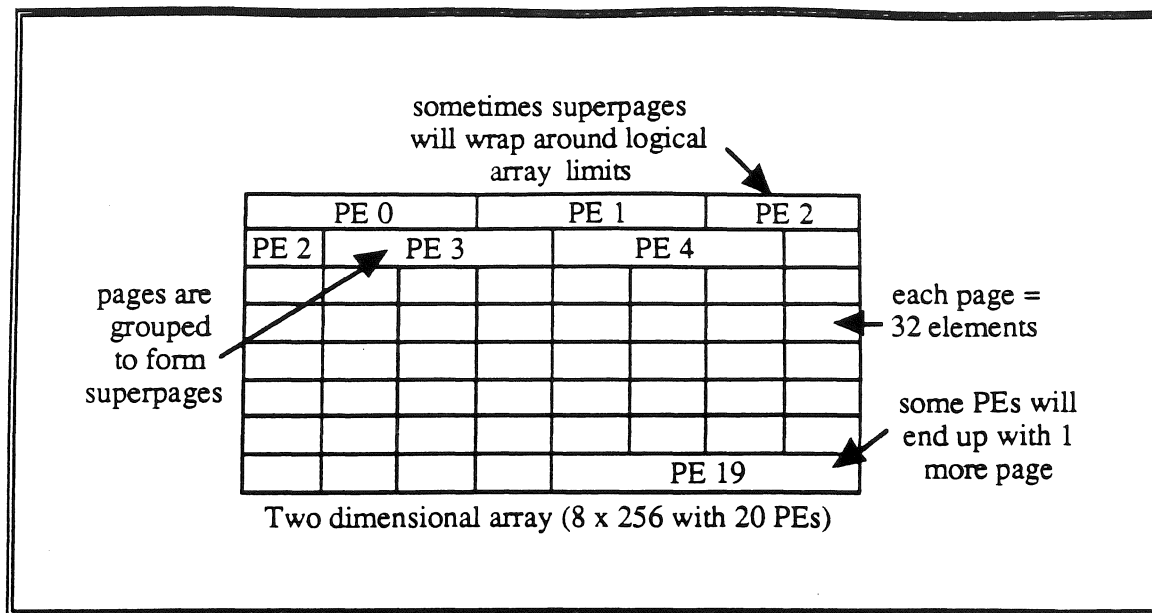 sometimes superpages
will wrap around logical
array limits
PE 0 PE 1 PE 2
PE 2 PE 3 PE 4
pages are
grouped
to form
superpages
each page =
32 elements
some PEs will
end up with 1
more page
PE 19
Two dimensional array (8 x 256 with 20 PEs)